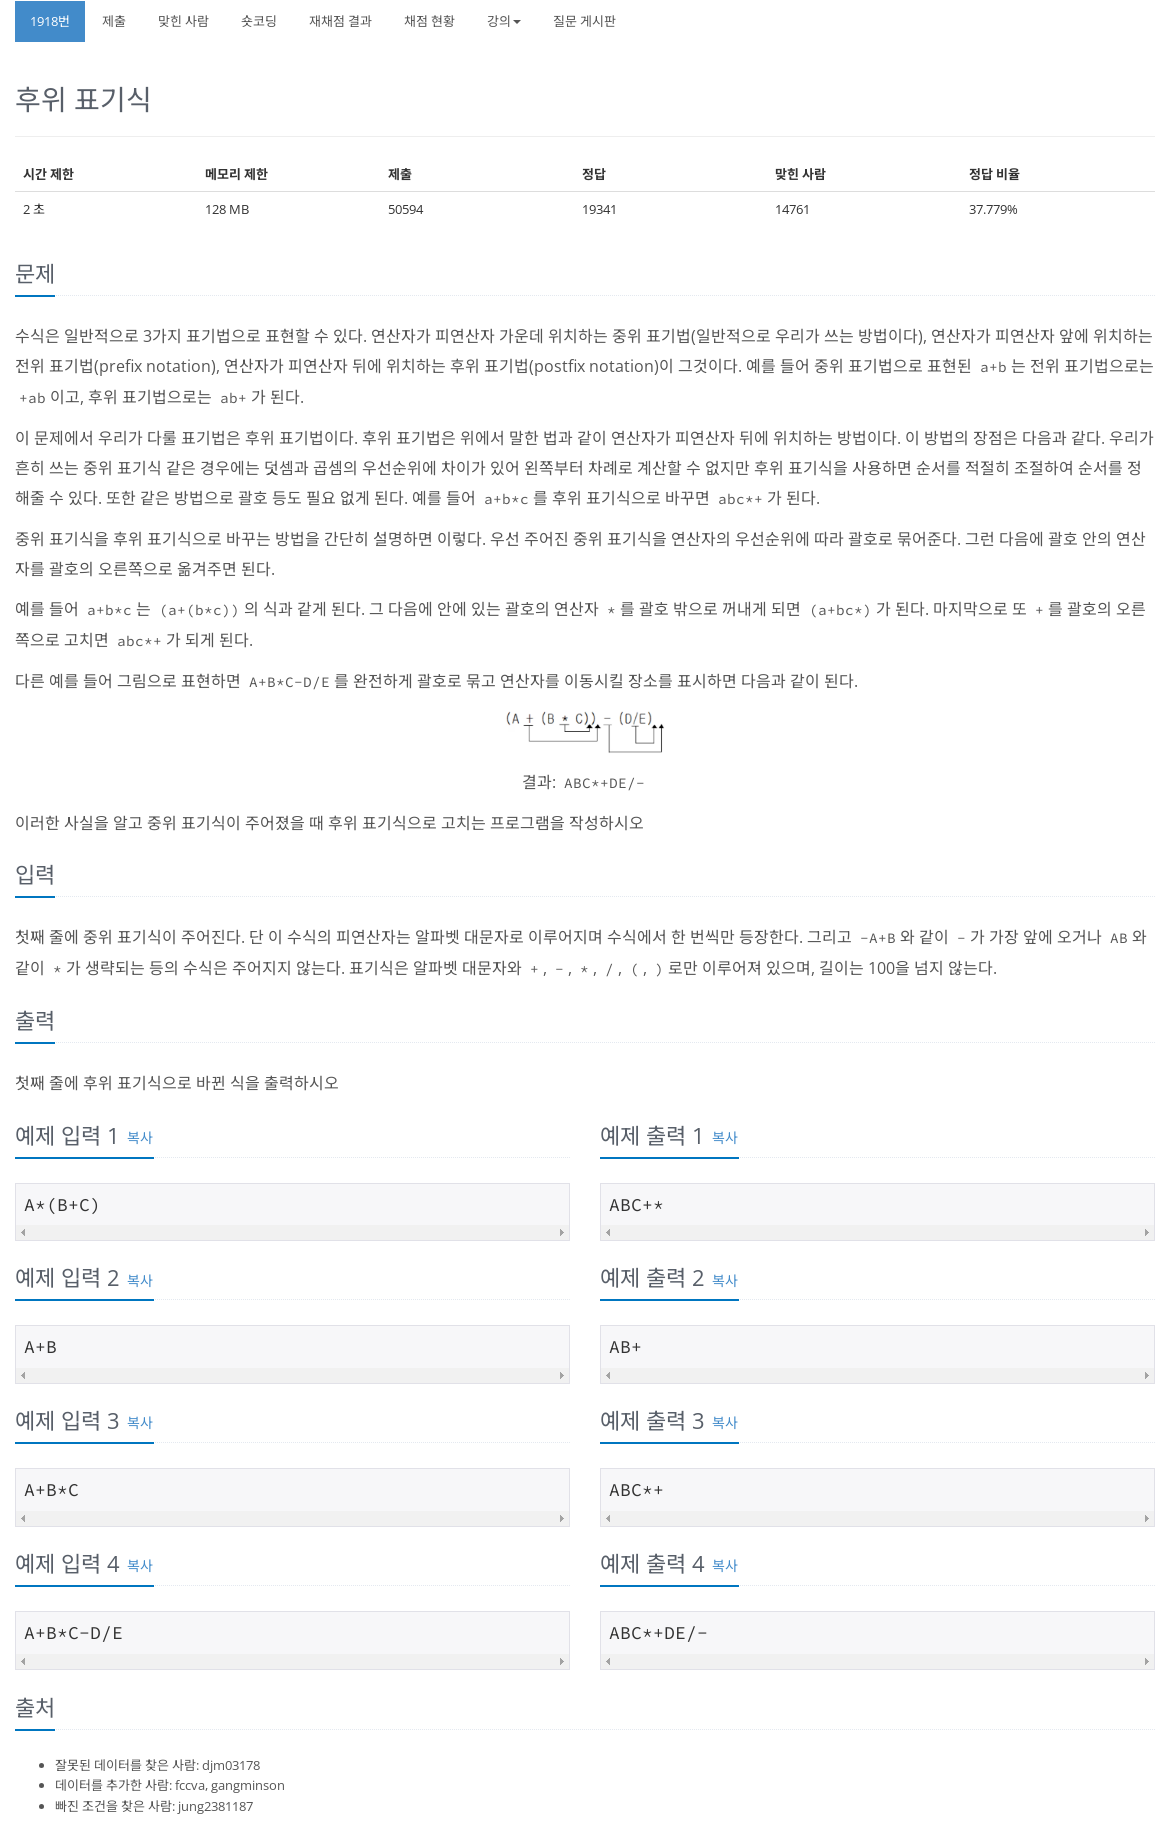 1918번 제출 맞힌 사람 숏코딩 재채점 결과 채점 현황 강의 질문 게시판
후위 표기식
시간 제한 메모리 제한 제출 정답 맞힌 사람 정답 비율
2 초 128 MB 50594 19341 14761 37.779%
문제
수식은 일반적으로 3가지 표기법으로 표현할 수 있다. 연산자가 피연산자 가운데 위치하는 중위 표기법(일반적으로 우리가 쓰는 방법이다), 연산자가 피연산자 앞에 위치하는
전위 표기법(prefix notation), 연산자가 피연산자 뒤에 위치하는 후위 표기법(postfix notation)이 그것이다. 예를 들어 중위 표기법으로 표현된 a+b 는 전위 표기법으로는
+ab 이고, 후위 표기법으로는 ab+ 가 된다.
이 문제에서 우리가 다룰 표기법은 후위 표기법이다. 후위 표기법은 위에서 말한 법과 같이 연산자가 피연산자 뒤에 위치하는 방법이다. 이 방법의 장점은 다음과 같다. 우리가
흔히 쓰는 중위 표기식 같은 경우에는 덧셈과 곱셈의 우선순위에 차이가 있어 왼쪽부터 차례로 계산할 수 없지만 후위 표기식을 사용하면 순서를 적절히 조절하여 순서를 정
해줄 수 있다. 또한 같은 방법으로 괄호 등도 필요 없게 된다. 예를 들어 a+b*c 를 후위 표기식으로 바꾸면 abc*+ 가 된다.
중위 표기식을 후위 표기식으로 바꾸는 방법을 간단히 설명하면 이렇다. 우선 주어진 중위 표기식을 연산자의 우선순위에 따라 괄호로 묶어준다. 그런 다음에 괄호 안의 연산
자를 괄호의 오른쪽으로 옮겨주면 된다.
예를 들어 a+b*c 는 (a+(b*c)) 의 식과 같게 된다. 그 다음에 안에 있는 괄호의 연산자 * 를 괄호 밖으로 꺼내게 되면 (a+bc*) 가 된다. 마지막으로 또 + 를 괄호의 오른
쪽으로 고치면 abc*+ 가 되게 된다.
다른 예를 들어 그림으로 표현하면 A+B*C-D/E 를 완전하게 괄호로 묶고 연산자를 이동시킬 장소를 표시하면 다음과 같이 된다.
(A + (B * C)) - (D/E)
결과: ABC*+DE/-
이러한 사실을 알고 중위 표기식이 주어졌을 때 후위 표기식으로 고치는 프로그램을 작성하시오
입력
첫째 줄에 중위 표기식이 주어진다. 단 이 수식의 피연산자는 알파벳 대문자로 이루어지며 수식에서 한 번씩만 등장한다. 그리고 -A+B 와 같이 - 가 가장 앞에 오거나 AB 와
같이 * 가 생략되는 등의 수식은 주어지지 않는다. 표기식은 알파벳 대문자와 + , - , * , / , ( , ) 로만 이루어져 있으며, 길이는 100을 넘지 않는다.
출력
첫째 줄에 후위 표기식으로 바뀐 식을 출력하시오
예제 입력 1 복사 예제 출력 1 복사
A*(B+C) ABC+*
예제 입력 2 복사 예제 출력 2 복사
A+B AB+
예제 입력 3 복사 예제 출력 3 복사
A+B*C ABC*+
예제 입력 4 복사 예제 출력 4 복사
A+B*C-D/E ABC*+DE/-
출처
잘못된 데이터를 찾은 사람: djm03178
데이터를 추가한 사람: fccva, gangminson
빠진 조건을 찾은 사람: jung2381187